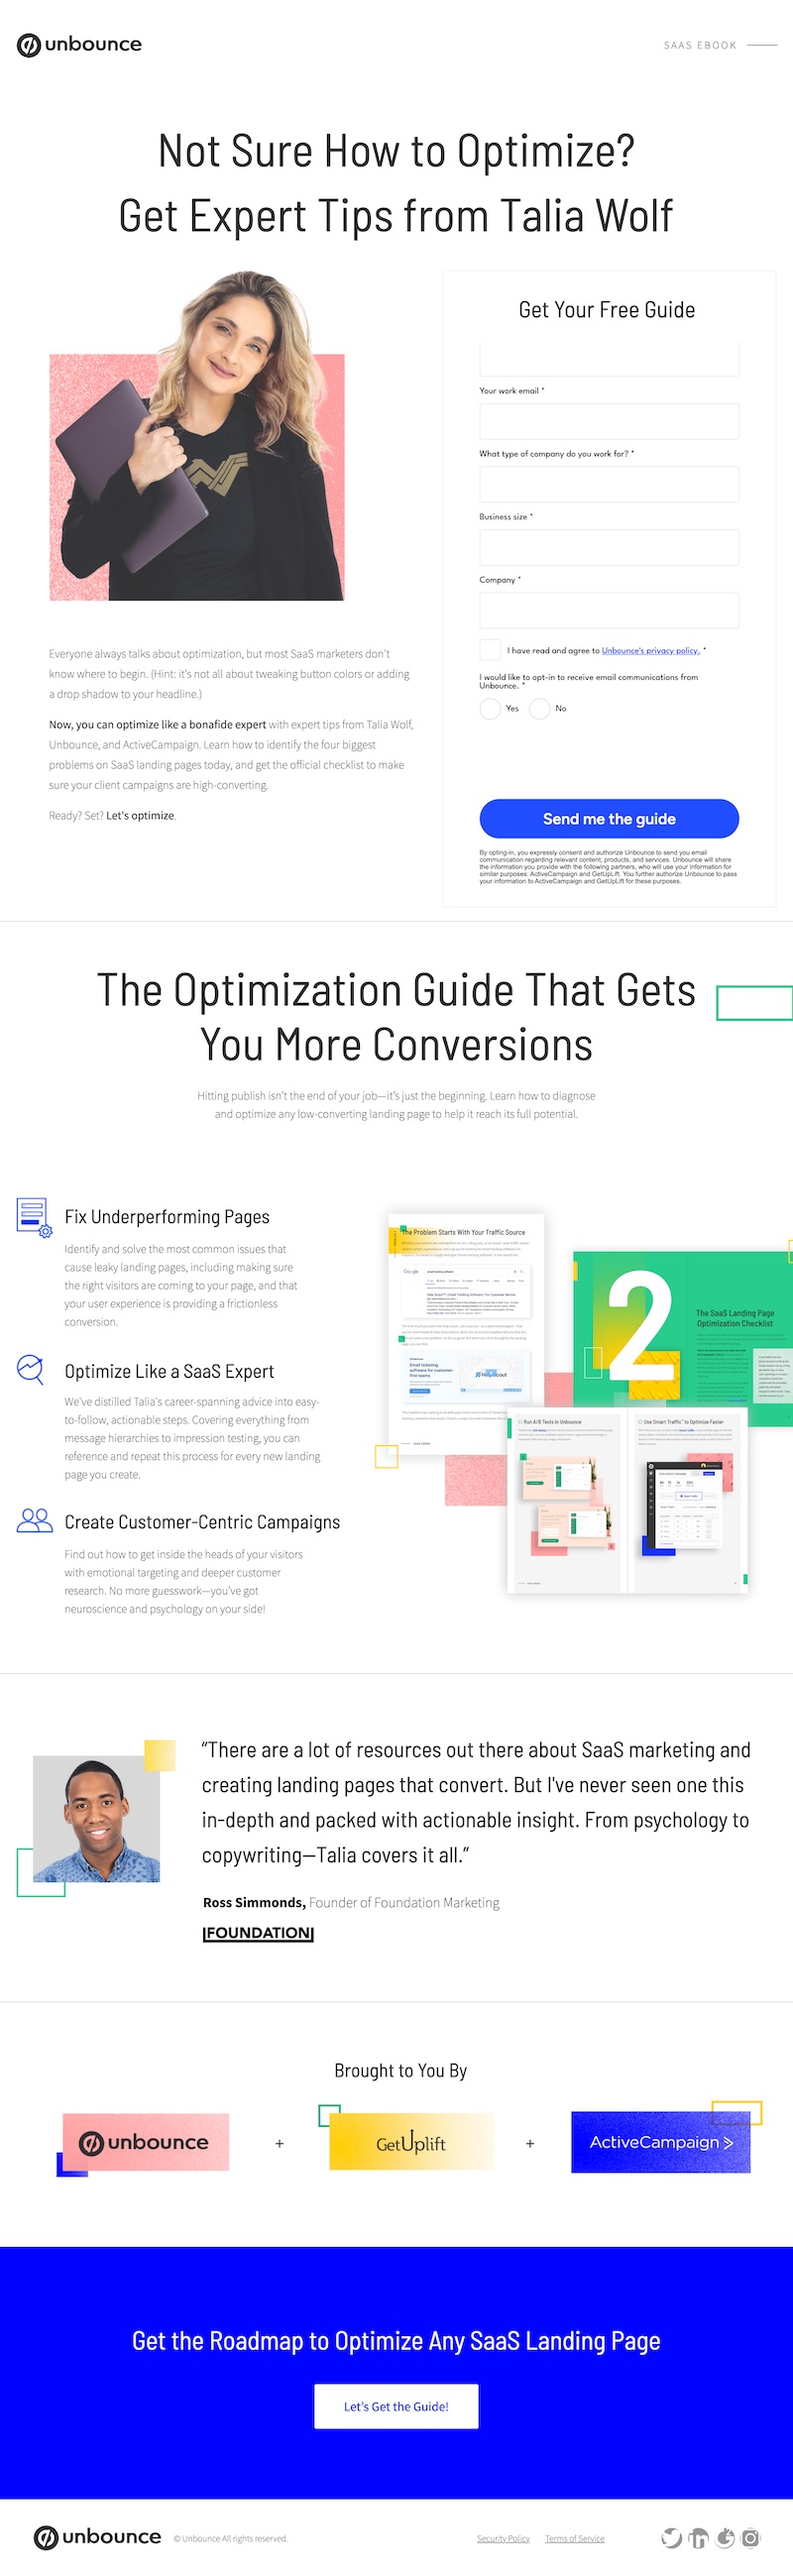 unbounce
SAAS EBOOK
Not Sure How to Optimize?
Get Expert Tips from Talia Wolf
Get Your Free Guide
Your work email *
What type of company do you work for? *
Business size *
Company *
I have read and agree to Unbounce's privacy policy. *
I would like to opt-in to receive email communications from
Unbounce. *
Yes No
Send me the guide
By opting-in, you expressly consent and authorize Unbounce to send you email
communication regarding relevant content, products, and services. Unbounce will share
the information you provide with the following partners, who will use your information for
similar purposes: ActiveCampaign and GetUpLift. You further authorize Unbounce to pass
your information to ActiveCampaign and GetUpLift for these purposes.
Everyone always talks about optimization, but most SaaS marketers don't
know where to begin. (Hint: it's not all about tweaking button colors or adding
a drop shadow to your headline.)
Now, you can optimize like a bonafide expert with expert tips from Talia Wolf,
Unbounce, and ActiveCampaign. Learn how to identify the four biggest
problems on SaaS landing pages today, and get the official checklist to make
sure your client campaigns are high-converting.
Ready? Set? Let's optimize.
The Optimization Guide That Gets
You More Conversions
Hitting publish isn't the end of your job—it's just the beginning. Learn how to diagnose
and optimize any low-converting landing page to help it reach its full potential.
Fix Underperforming Pages
Identify and solve the most common issues that
cause leaky landing pages, including making sure
the right visitors are coming to your page, and that
your user experience is providing a frictionless
conversion.
Optimize Like a SaaS Expert
We've distilled Talia's career-spanning advice into easy-
to-follow, actionable steps. Covering everything from
message hierarchies to impression testing, you can
reference and repeat this process for every new landing
page you create.
Create Customer-Centric Campaigns
Find out how to get inside the heads of your visitors
with emotional targeting and deeper customer
research. No more guesswork—you've got
neuroscience and psychology on your side!
The Problem Starts With Your Traffic Source
Google
Email ticketing
software for customer-
first teams
2
The SaaS Landing Page
Optimization Checklist
Run A/B Tests in Unbounce
Use Smart Traffic™ to Optimize Faster
“There are a lot of resources out there about SaaS marketing and
creating landing pages that convert. But I've never seen one this
in-depth and packed with actionable insight. From psychology to
copywriting—Talia covers it all.”
Ross Simmonds, Founder of Foundation Marketing
FOUNDATION
Brought to You By
unbounce + GetUplift + ActiveCampaign >
Get the Roadmap to Optimize Any SaaS Landing Page
Let's Get the Guide!
unbounce © Unbounce All rights reserved. Security Policy Terms of Service